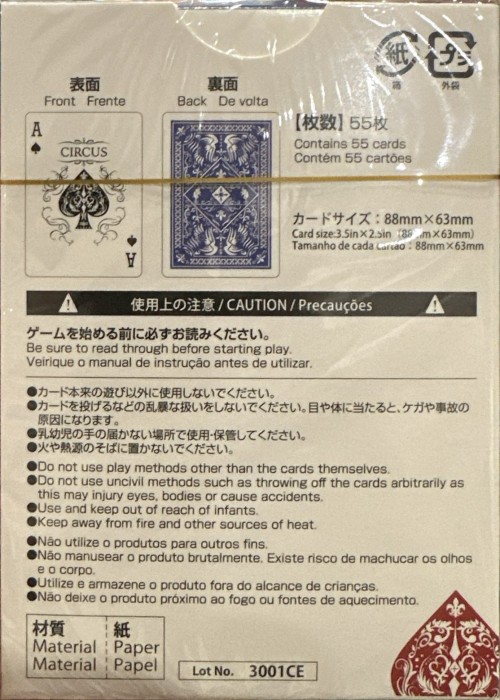 紙
箱
プラ
外袋
表面
Front Frente
裏面
Back De volta
A
CIRCUS
A
【枚数】55枚
Contains 55 cards
Contém 55 cartões
カードサイズ：88mm×63mm
Card size:3.5in×2.5in (88mm×63mm)
Tamanho de cada cartão : 88mm×63mm
使用上の注意 / CAUTION / Precauções
ゲームを始める前に必ずお読みください。
Be sure to read through before starting play.
Veirique o manual de instrução antes de utilizar.
●カード本来の遊び以外に使用しないでください。
●カードを投げるなどの乱暴な扱いをしないでください。目や体に当たると、ケガや事故の
原因になります。
●乳幼児の手の届かない場所で使用・保管してください。
●火や熱源のそばに置かないでください。
●Do not use play methods other than the cards themselves.
●Do not use uncivil methods such as throwing off the cards arbitrarily as
this may injury eyes, bodies or cause accidents.
●Use and keep out of reach of infants.
●Keep away from fire and other sources of heat.
●Não utilize o produtos para outros fins.
●Não manusear o produto brutalmente. Existe risco de machucar os olhos
e o corpo.
●Utilize e armazene o produto fora do alcance de crianças.
●Não deixe o produto próximo ao fogo ou fontes de aquecimento.
材質 紙
Material Paper
Material Papel
Lot No. 3001CE